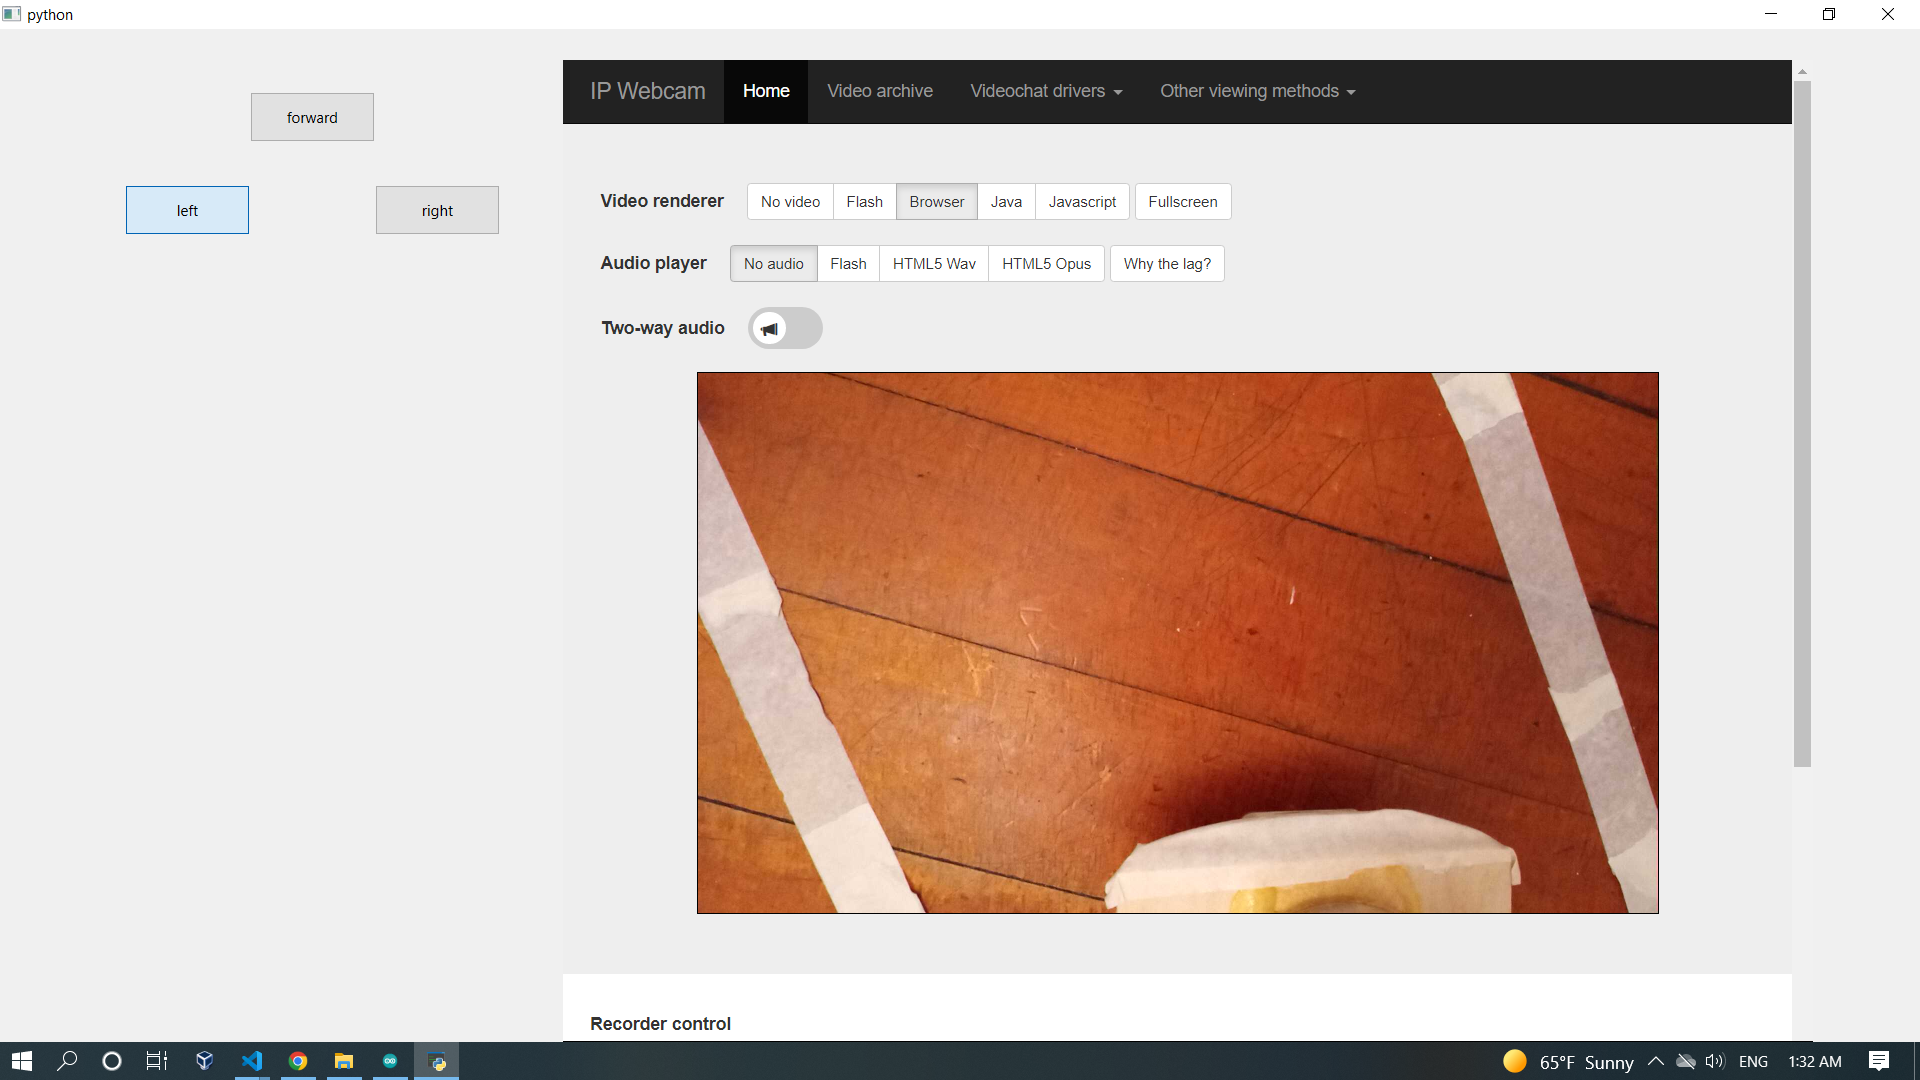 python
forward
left
right
IP Webcam Home Video archive Videochat drivers Other viewing methods
Video renderer No video Flash Browser Java Javascript Fullscreen
Audio player No audio Flash HTML5 Wav HTML5 Opus Why the lag?
Two-way audio
Recorder control
65°F Sunny ENG 1:32 AM